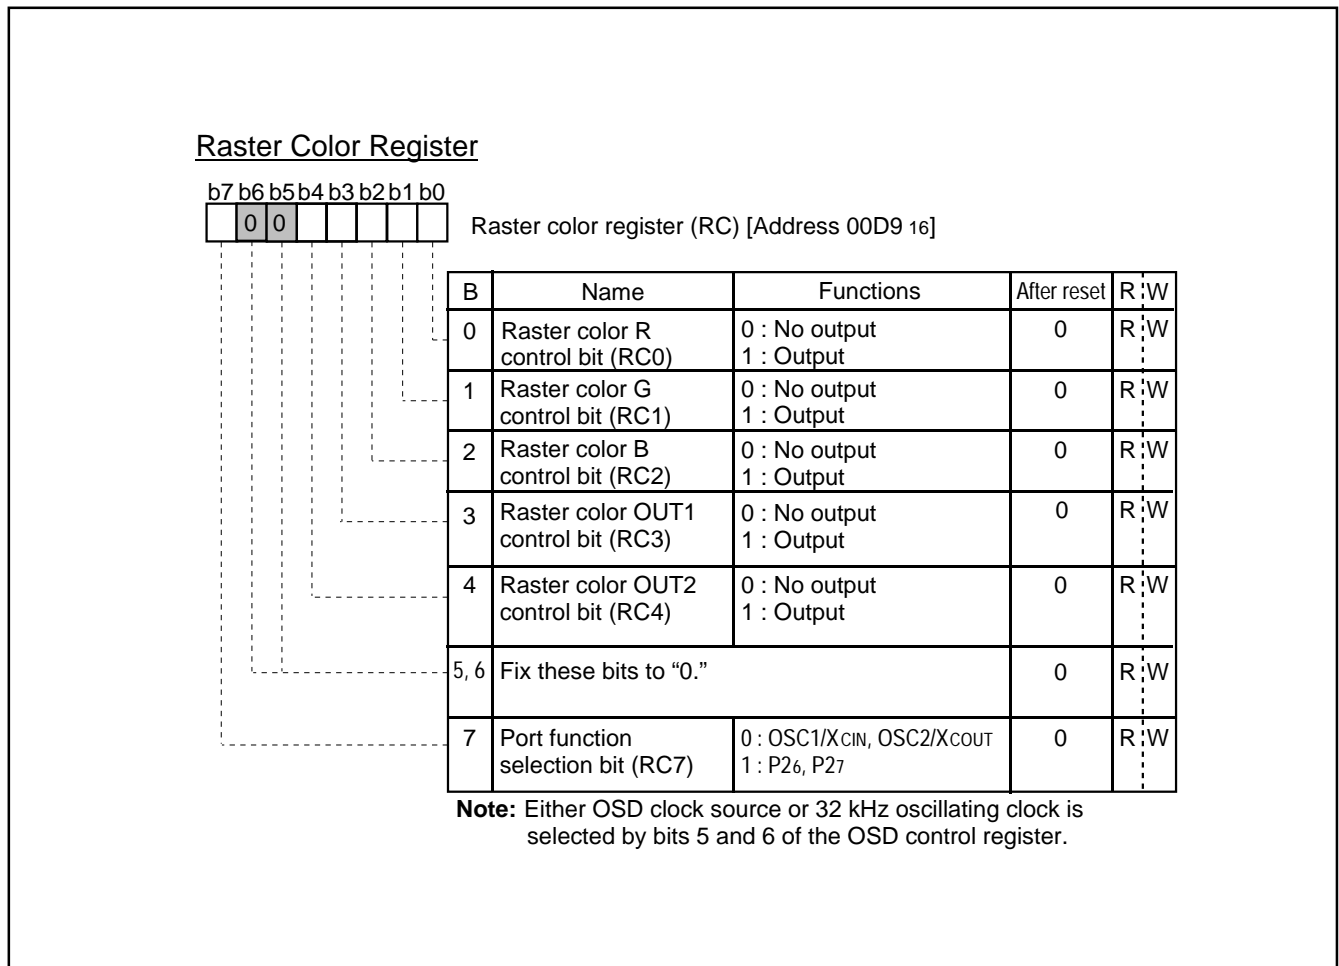 Raster Color Register
b7 b6 b5 b4 b3 b2 b1 b0
0 0
Raster color register (RC) [Address 00D9 16]
B Name Functions After reset R W
0 Raster color R control bit (RC0) 0 : No output 1 : Output 0 R W
1 Raster color G control bit (RC1) 0 : No output 1 : Output 0 R W
2 Raster color B control bit (RC2) 0 : No output 1 : Output 0 R W
3 Raster color OUT1 control bit (RC3) 0 : No output 1 : Output 0 R W
4 Raster color OUT2 control bit (RC4) 0 : No output 1 : Output 0 R W
5, 6 Fix these bits to “0.” 0 R W
7 Port function selection bit (RC7) 0 : OSC1/XCIN, OSC2/XCOUT 1 : P26, P27 0 R W
Note: Either OSD clock source or 32 kHz oscillating clock is
selected by bits 5 and 6 of the OSD control register.